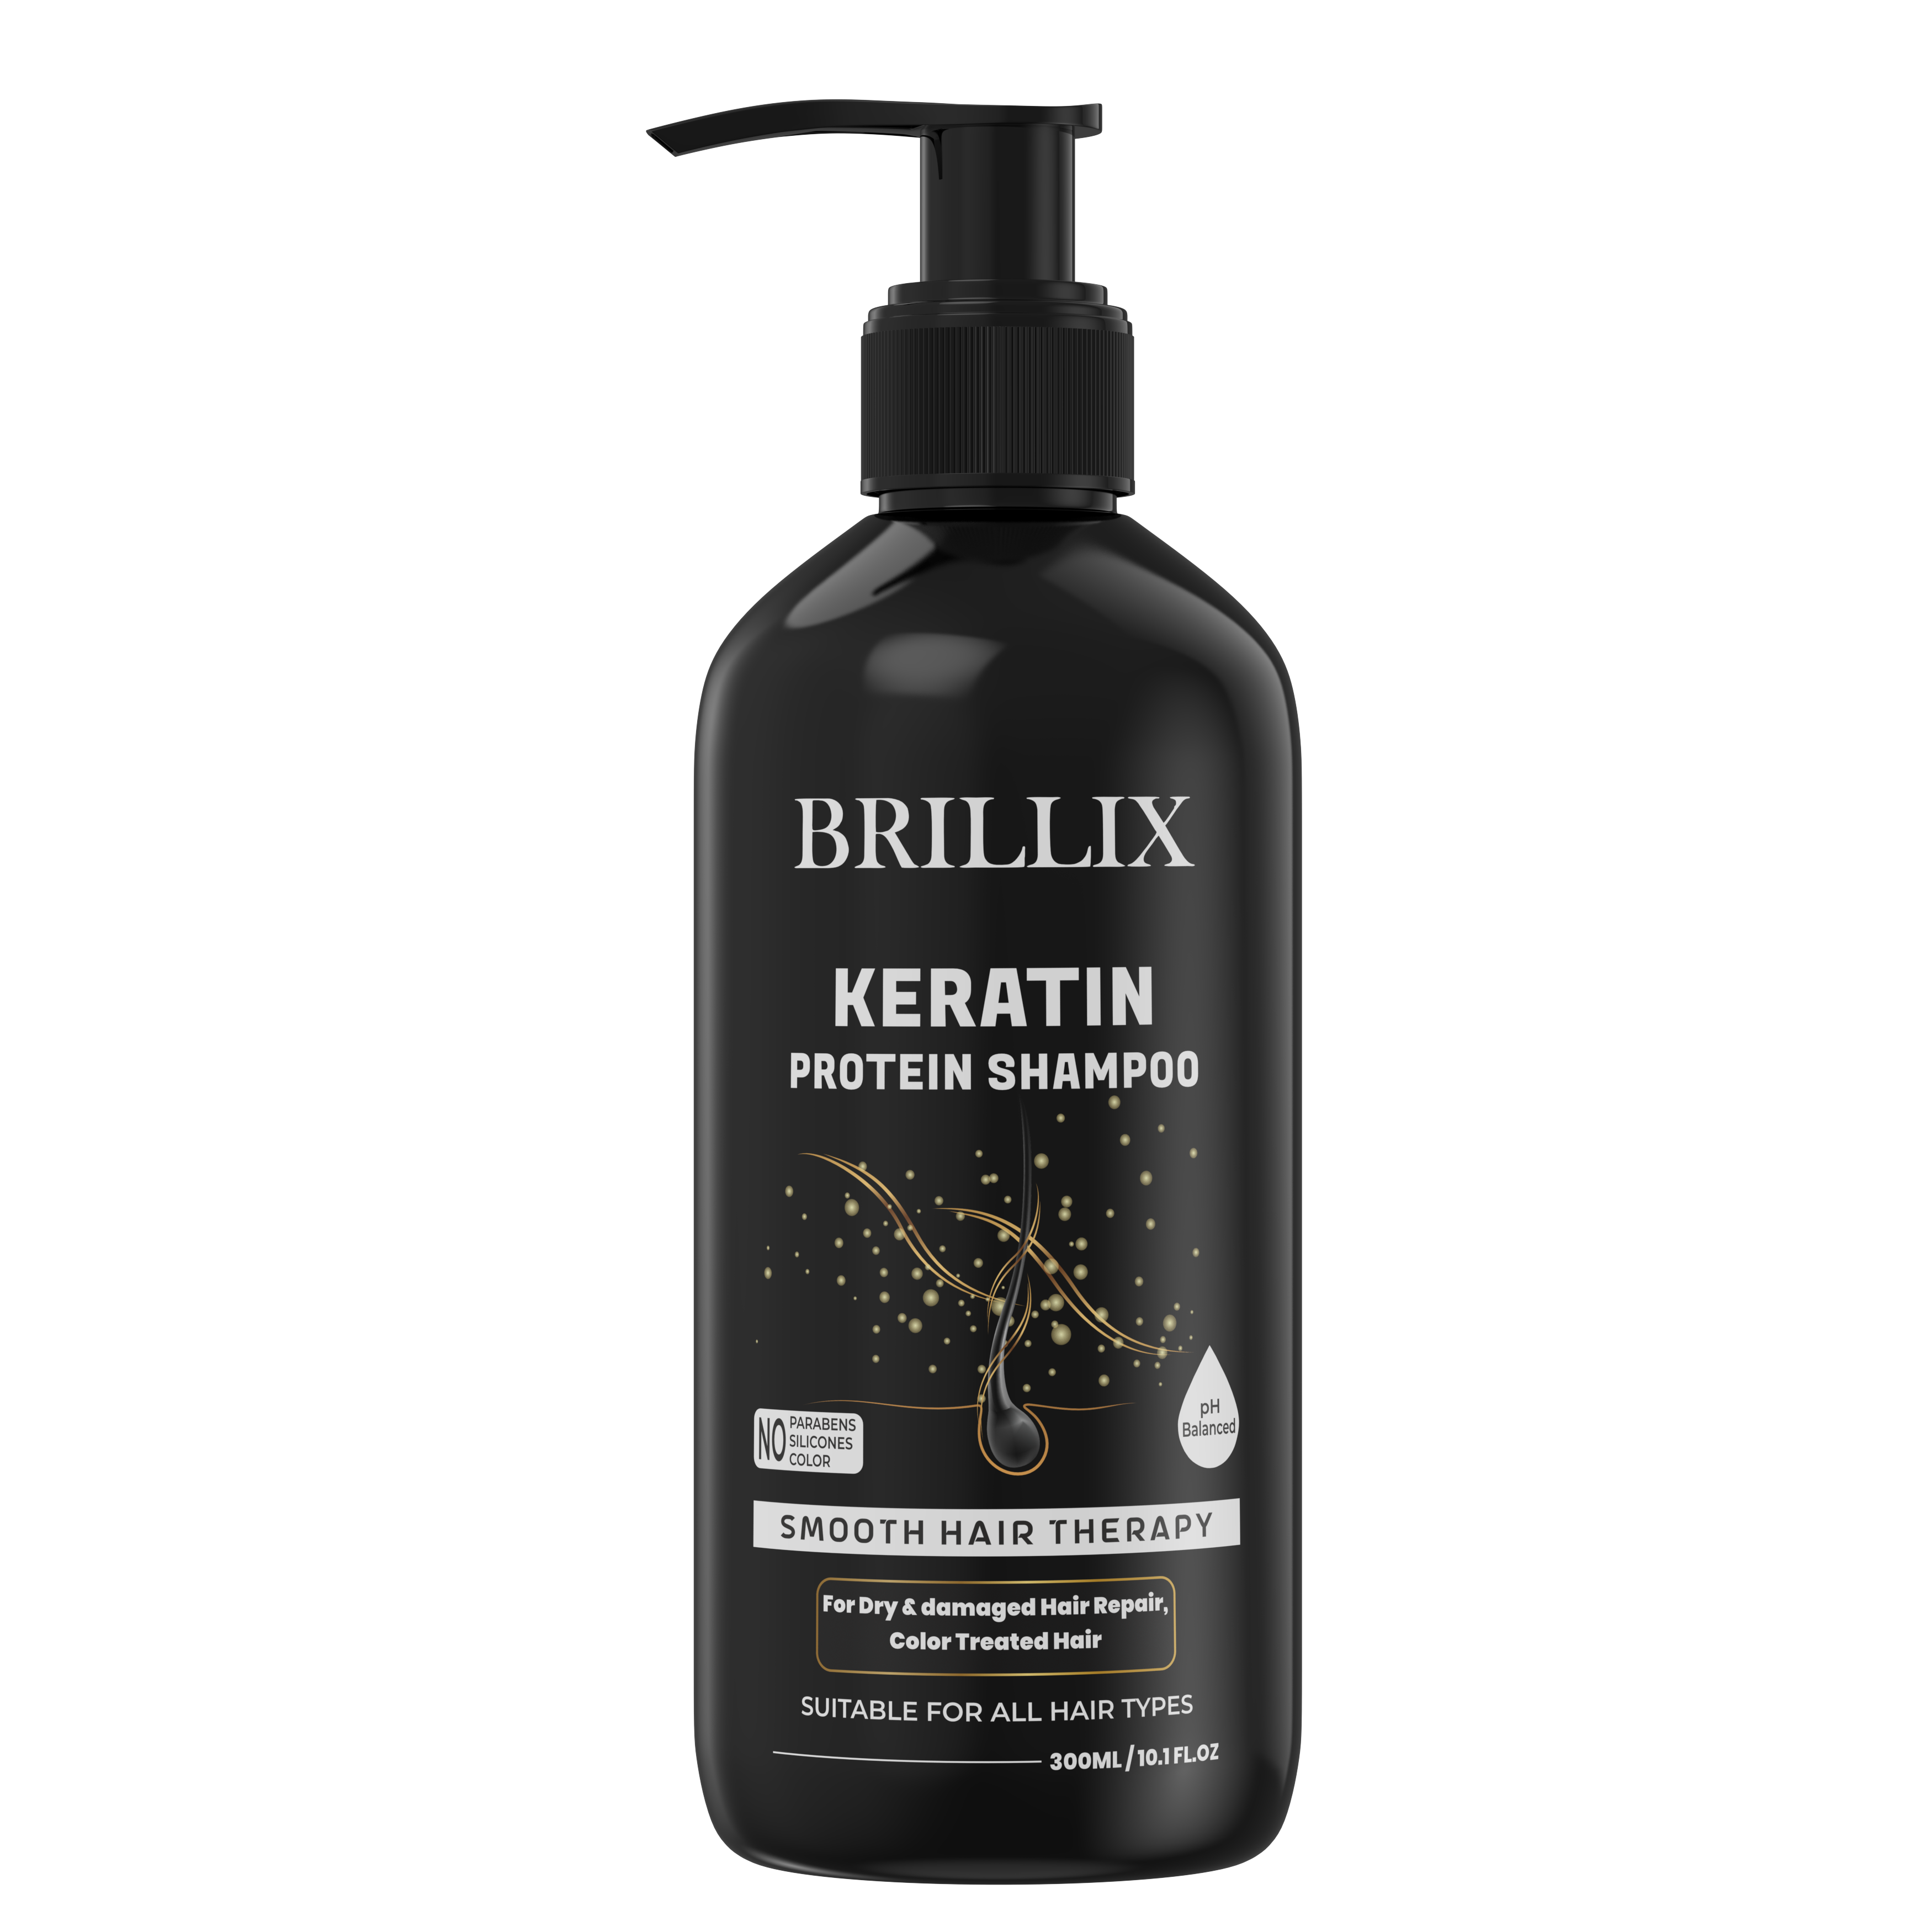 BRILLIX
KERATIN
PROTEIN SHAMPOO
pH
Balanced
NO
PARABENS
SILICONES
COLOR
SMOOTH HAIR THERAPY
For Dry & damaged Hair Repair,
Color Treated Hair
SUITABLE FOR ALL HAIR TYPES
300ML/10.1 FL.OZ